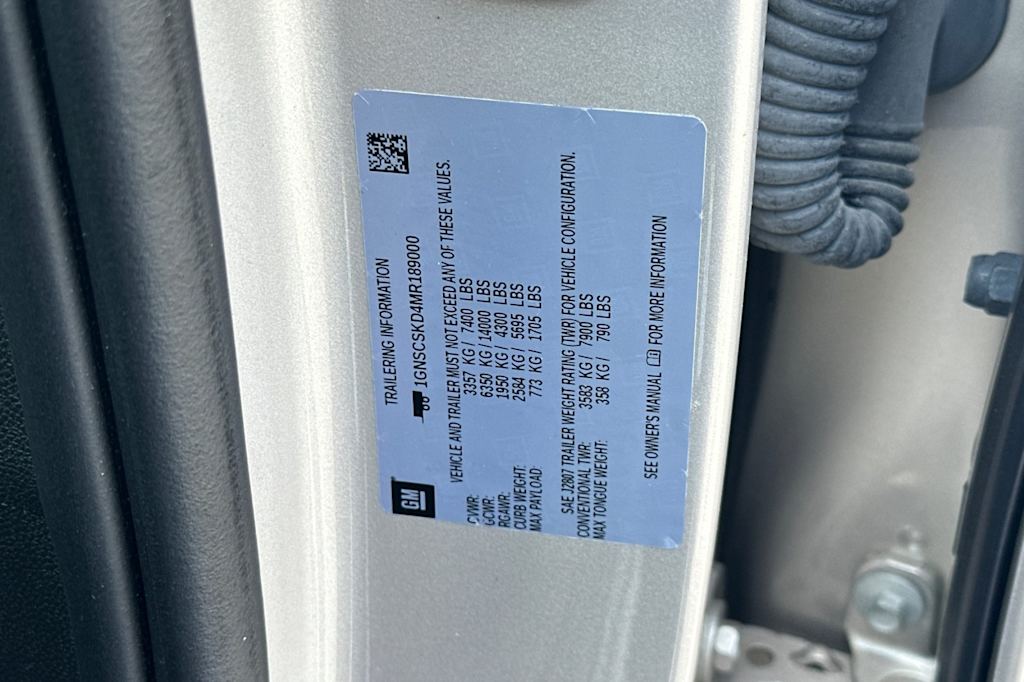 TRAILERING INFORMATION
GM
1GNSCSKD4MR189000
VEHICLE AND TRAILER MUST NOT EXCEED ANY OF THESE VALUES.
GVWR: 3357 KG / 7400 LBS
GCWR: 6350 KG / 14000 LBS
RGAWR: 1950 KG / 4300 LBS
CURB WEIGHT: 2584 KG / 5695 LBS
MAX PAYLOAD: 773 KG / 1705 LBS
SAE J2807 TRAILER WEIGHT RATING (TWR) FOR VEHICLE CONFIGURATION.
CONVENTIONAL TWR: 3583 KG / 7900 LBS
MAX TONGUE WEIGHT: 358 KG / 790 LBS
SEE OWNER'S MANUAL FOR MORE INFORMATION